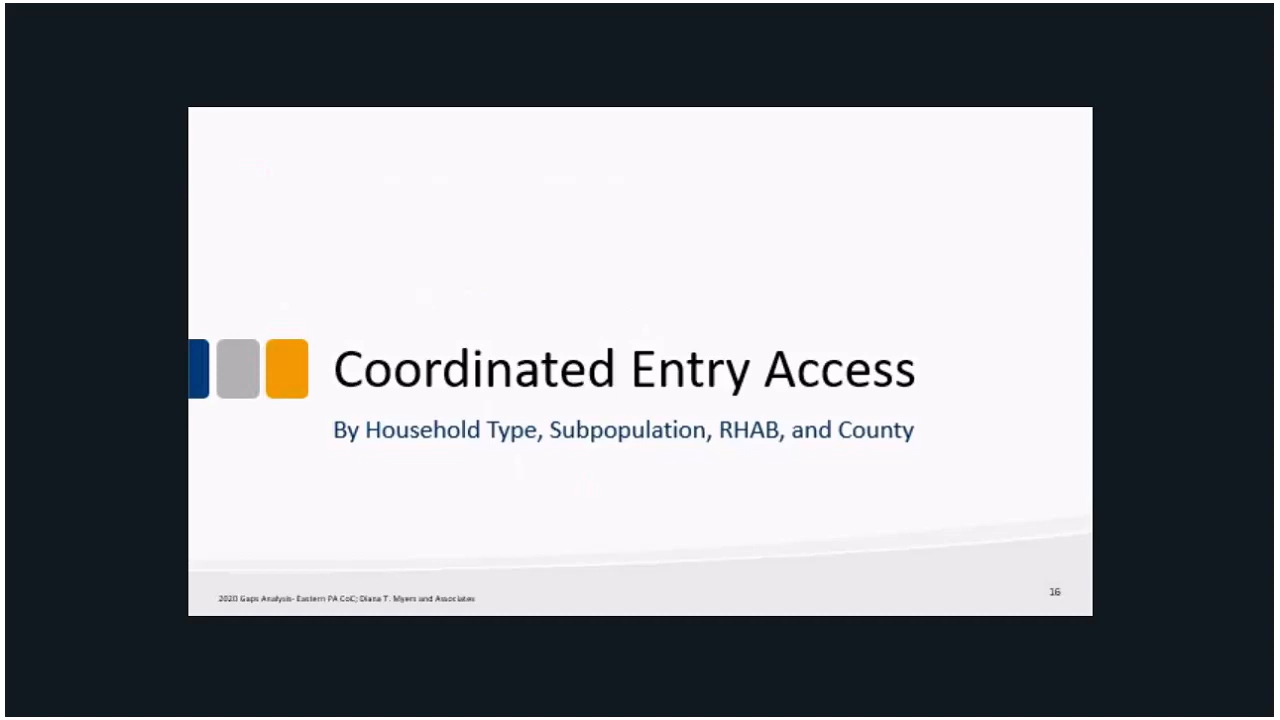 Coordinated Entry Access
By Household Type, Subpopulation, RHAB, and County
2020 Gaps Analysis- Eastern PA CoC; Diana T. Myers and Associates
16